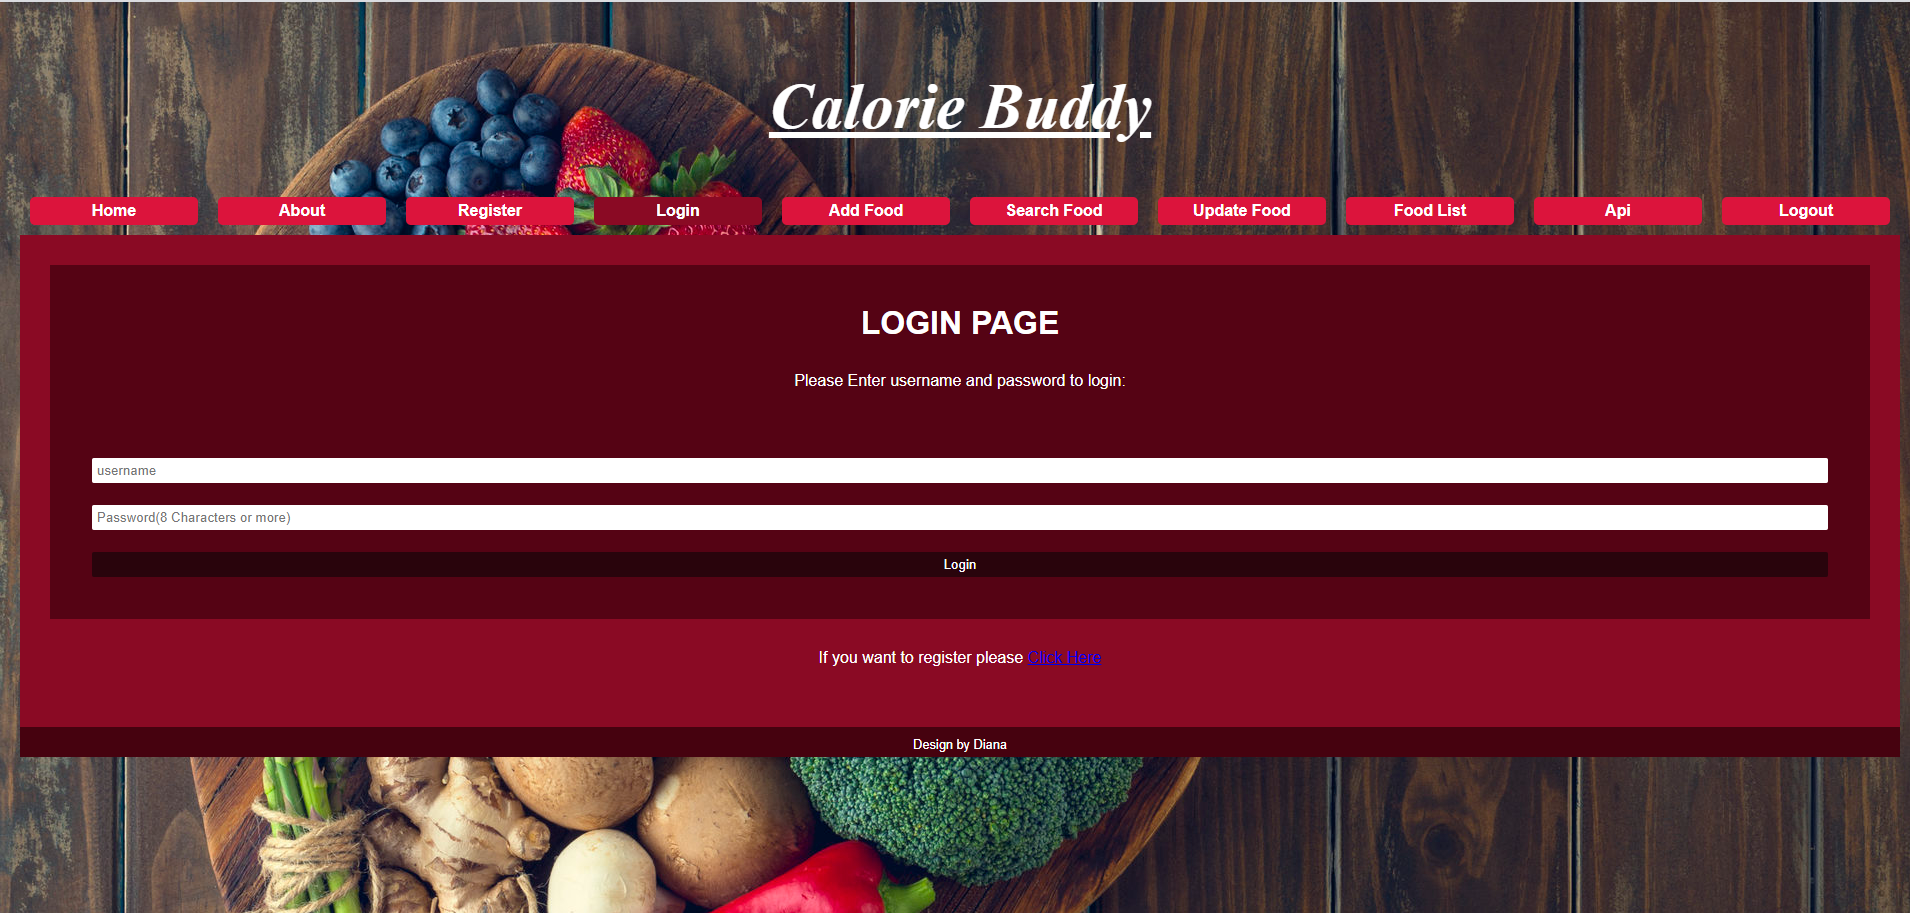 Calorie Buddy
Home About Register Login Add Food Search Food Update Food Food List Api Logout
LOGIN PAGE
Please Enter username and password to login:
username
Password(8 Characters or more)
Login
If you want to register please Click Here
Design by Diana